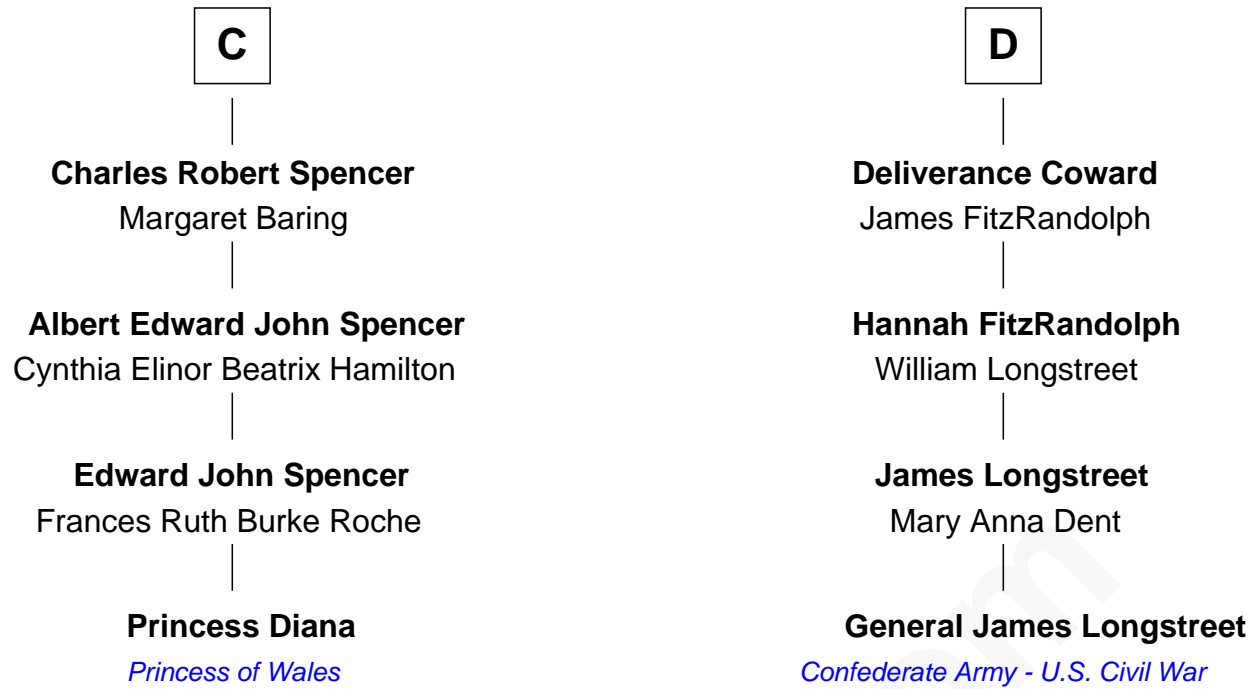 C
Charles Robert Spencer
Margaret Baring
Albert Edward John Spencer
Cynthia Elinor Beatrix Hamilton
Edward John Spencer
Frances Ruth Burke Roche
Princess Diana
Princess of Wales
D
Deliverance Coward
James FitzRandolph
Hannah FitzRandolph
William Longstreet
James Longstreet
Mary Anna Dent
General James Longstreet
Confederate Army - U.S. Civil War